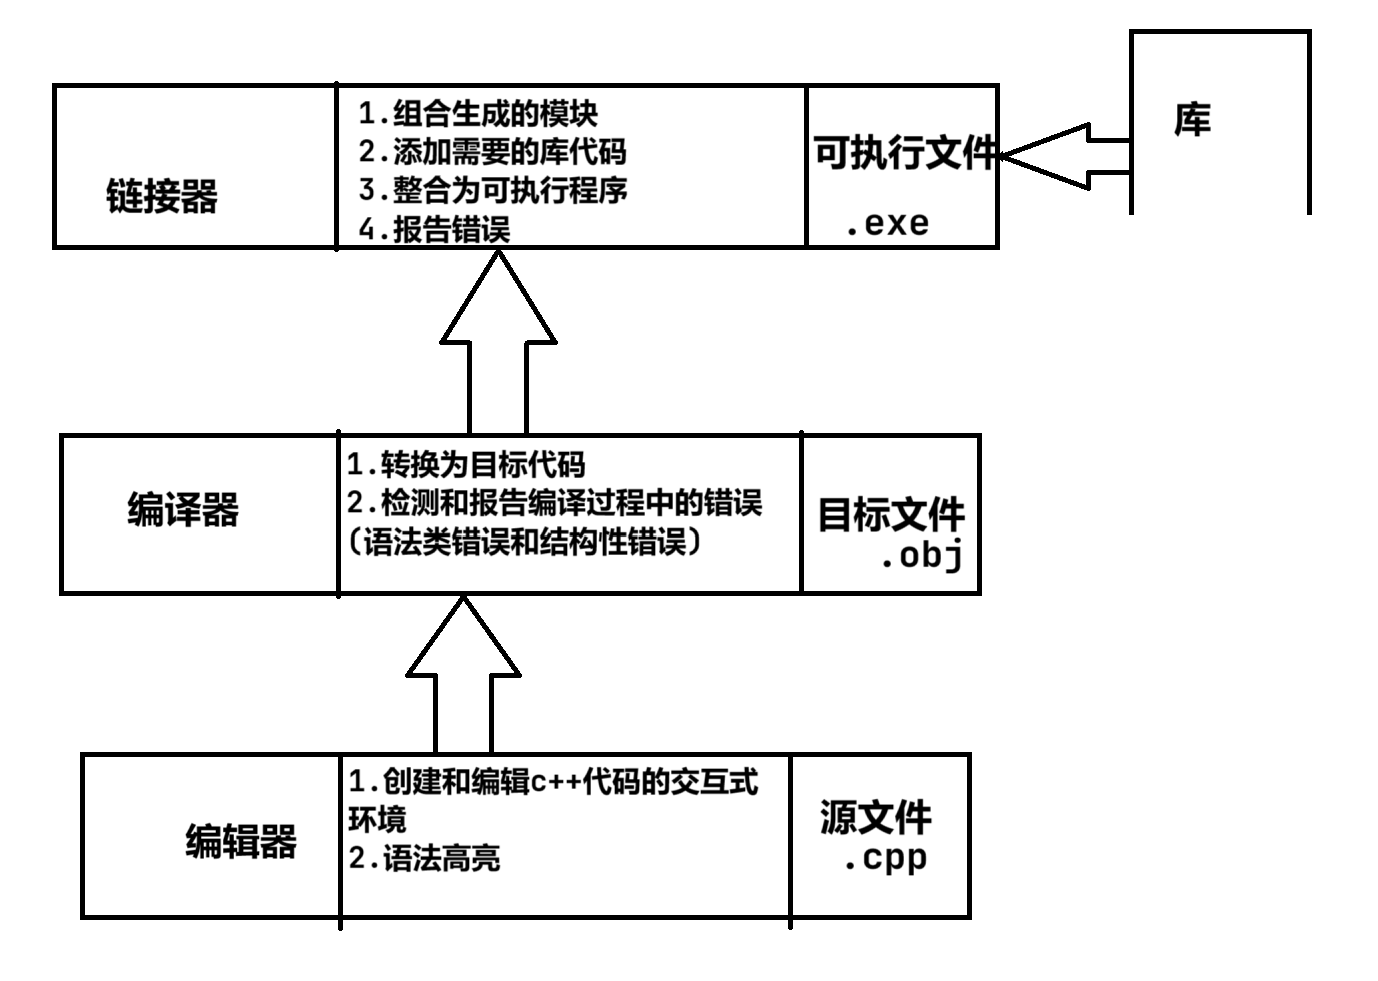 库
链接器
1.组合生成的模块
2.添加需要的库代码
3.整合为可执行程序
4.报告错误
可执行文件
.exe
编译器
1.转换为目标代码
2.检测和报告编译过程中的错误
(语法类错误和结构性错误)
目标文件
.obj
编辑器
1.创建和编辑c++代码的交互式
环境
2.语法高亮
源文件
.cpp